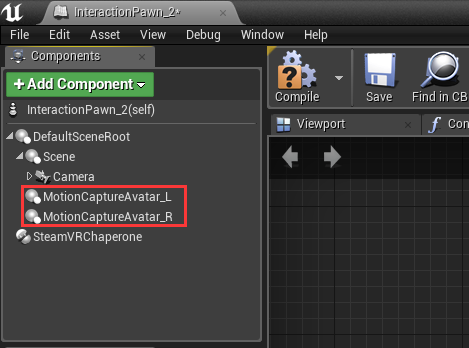 InteractionPawn_2*
File Edit Asset View Debug Window Help
Components
+ Add Component
InteractionPawn_2(self)
DefaultSceneRoot
Scene
Camera
MotionCaptureAvatar_L
MotionCaptureAvatar_R
SteamVRChaperone
Compile
Save
Find in CB
Viewport
f Con